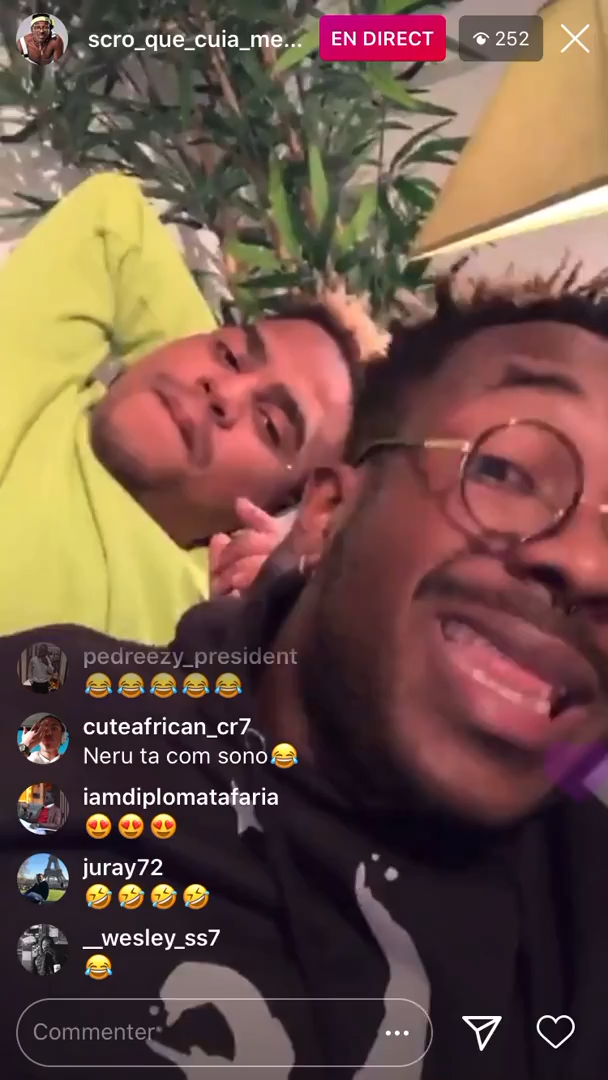 scro_que_cuia_me...
EN DIRECT
252
pedreezy_president
😂😂😂😂😂
cuteafrican_cr7
Neru ta com sono😂
iamdiplomatafaria
😍😍😍
juray72
🤣🤣🤣🤣
__wesley_ss7
😂
Commenter